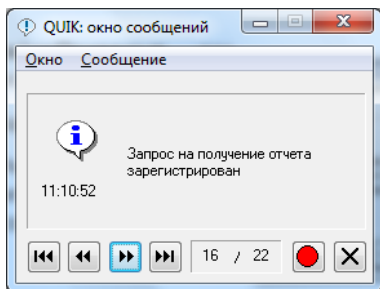 QUIK: окно сообщений
Окно Сообщение
Запрос на получение отчета
зарегистрирован
11:10:52
16 / 22